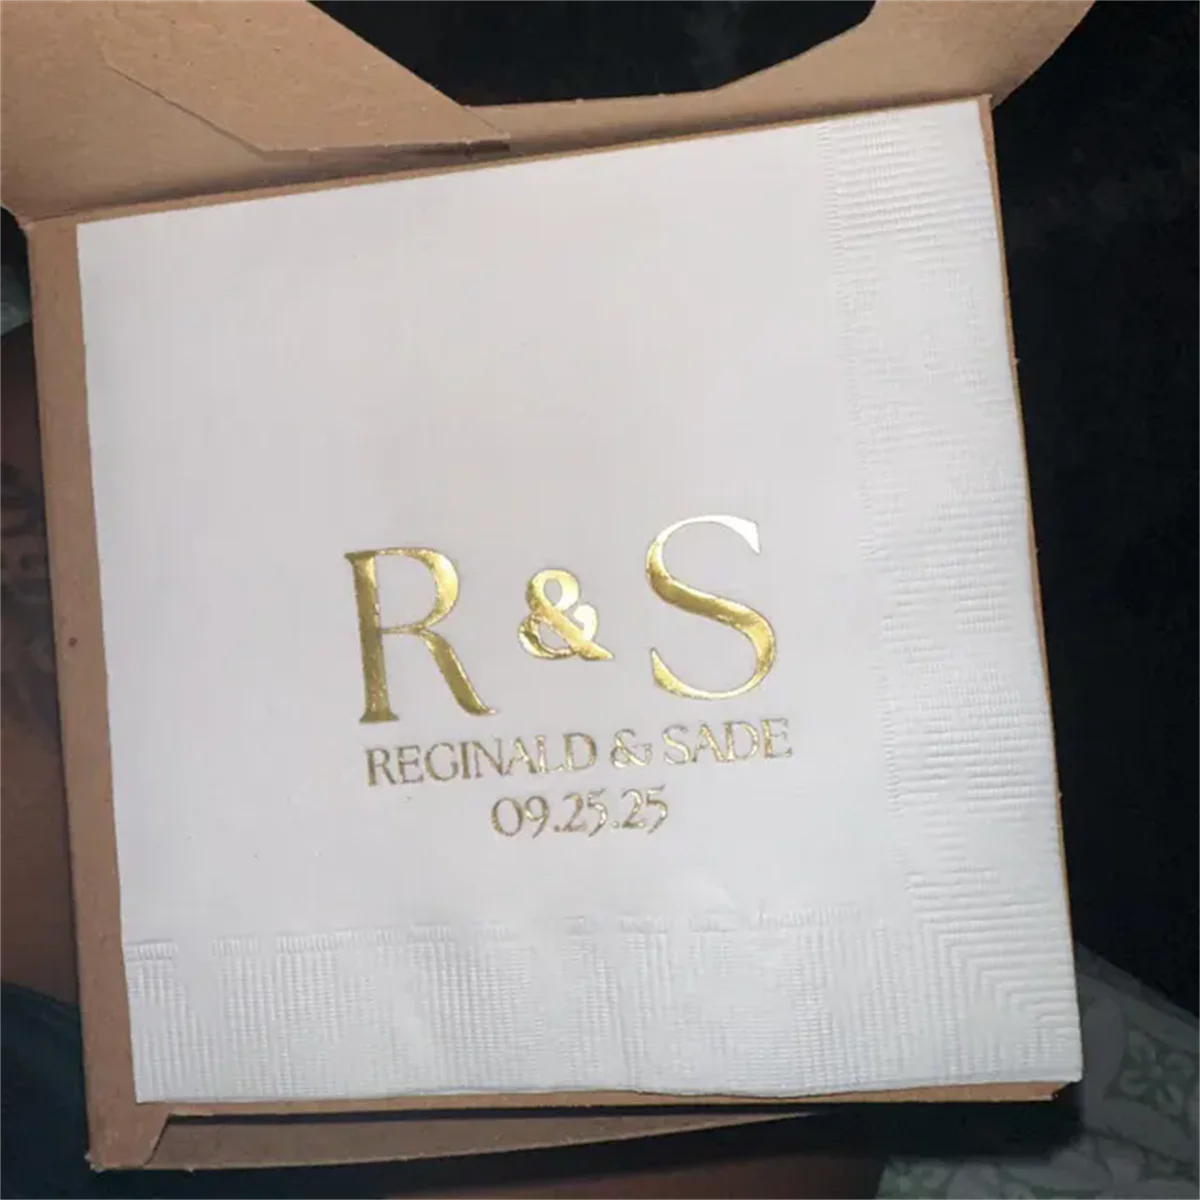 R & S
REGINALD & SADE
09.25.25